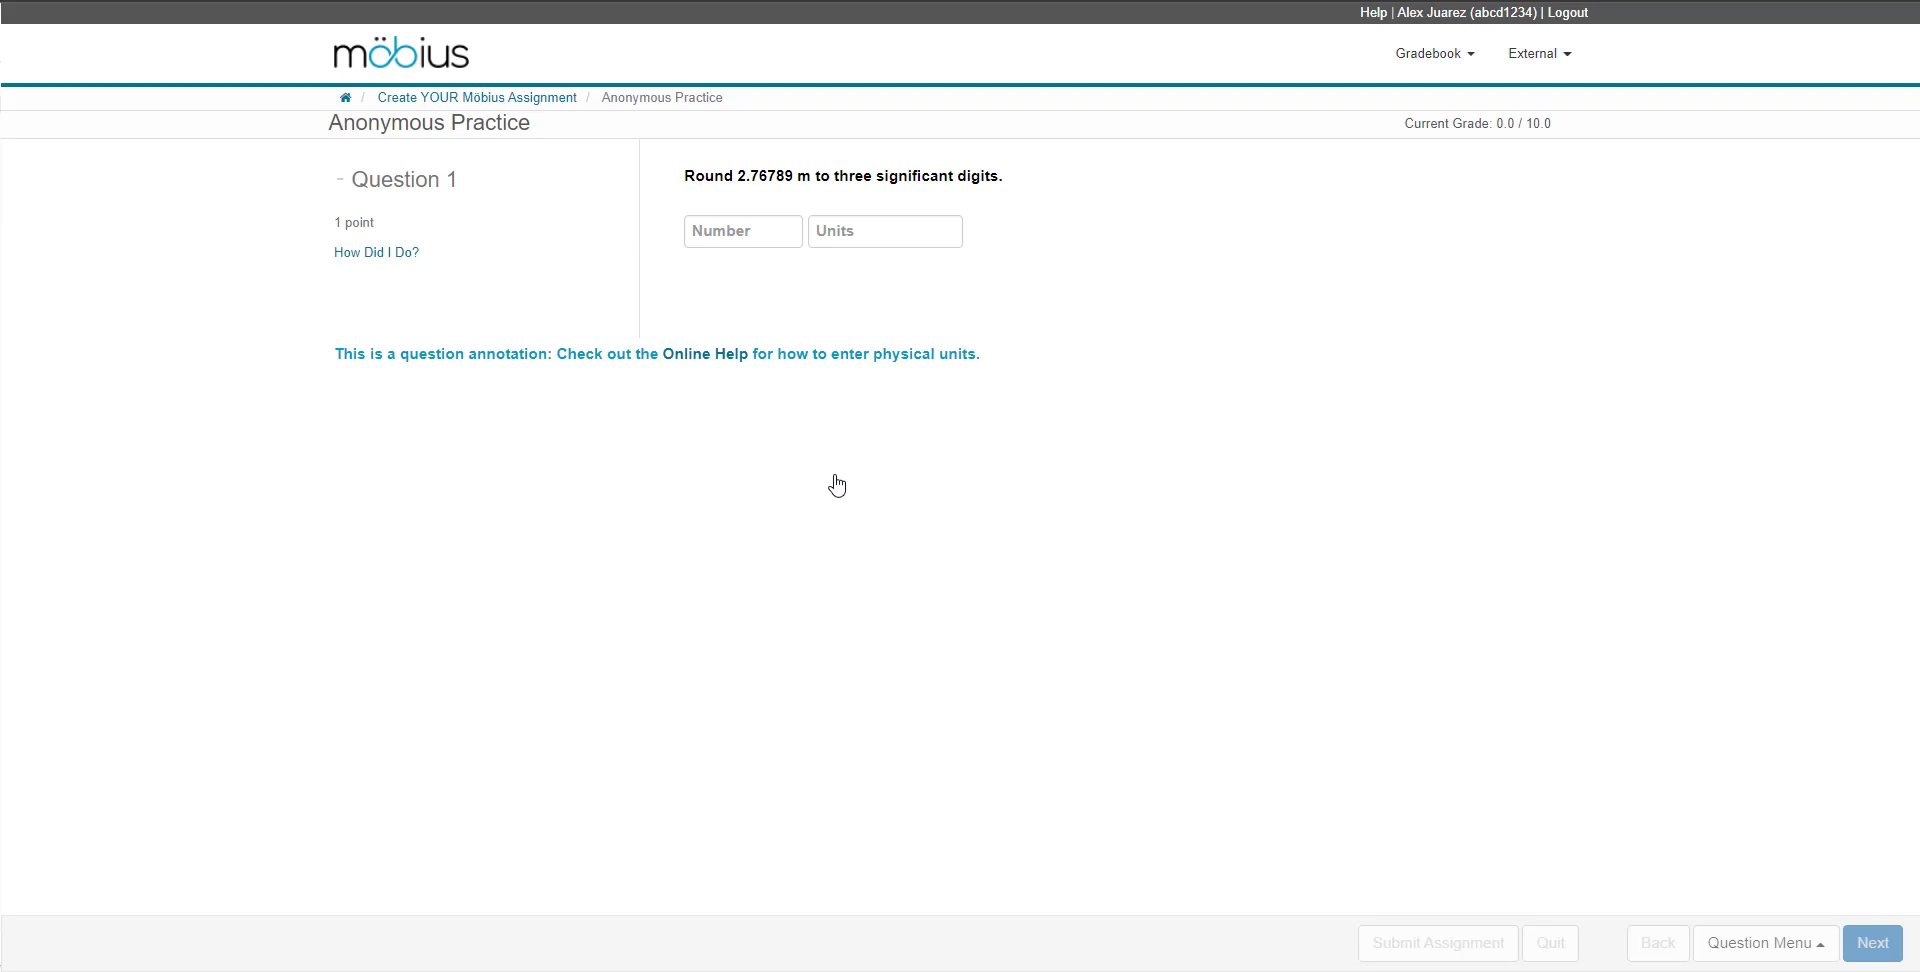 Help | Alex Juarez (abcd1234) | Logout
möbius
Gradebook
External
Create YOUR Möbius Assignment / Anonymous Practice
Anonymous Practice
Current Grade: 0.0 / 10.0
- Question 1
1 point
How Did I Do?
Round 2.76789 m to three significant digits.
Number
Units
This is a question annotation: Check out the Online Help for how to enter physical units.
Submit Assignment
Quit
Back
Question Menu
Next